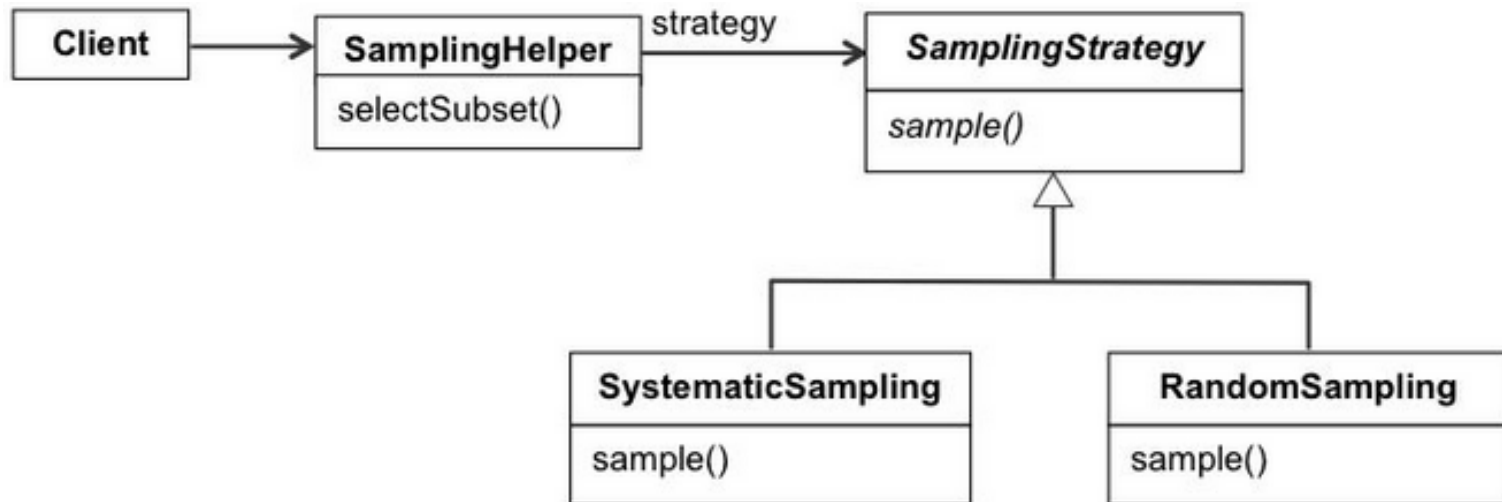 Client
SamplingHelper
selectSubset()
strategy
SamplingStrategy
sample()
SystematicSampling
sample()
RandomSampling
sample()